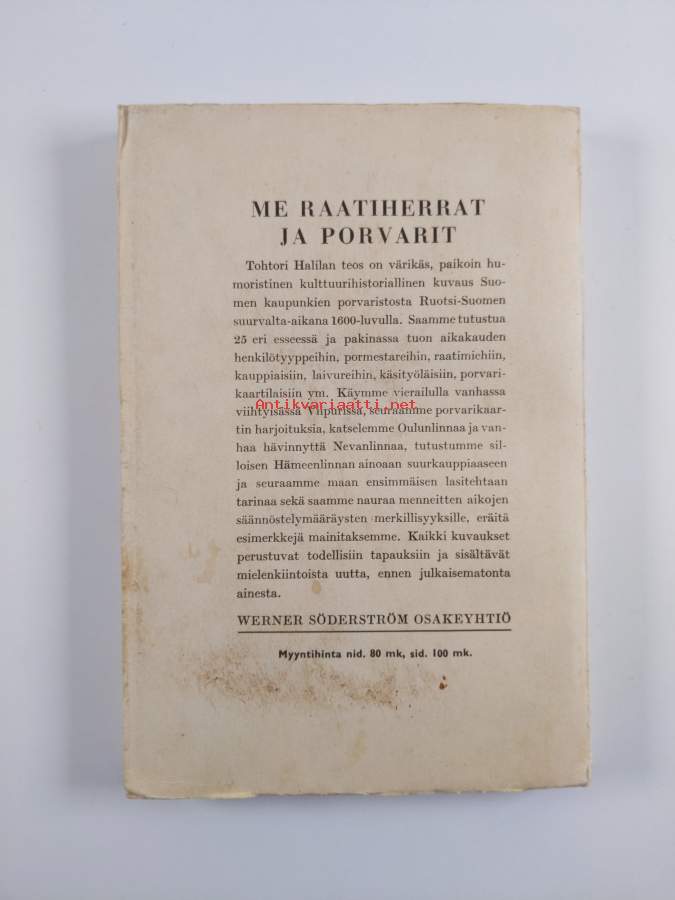 ME RAATIHERRAT
JA PORVARIT
Tohtori Halilan teos on värikäs, paikoin hu-
moristinen kulttuurihistoriallinen kuvaus Suo-
men kaupunkien porvaristosta Ruotsi-Suomen
suurvalta-aikana 1600-luvulla. Saamme tutustua
25 eri esseessä ja pakinassa tuon aikakauden
henkilötyyppeihin, pormestareihin, raatimiehiin,
kauppiaisiin, laivureihin, käsityöläisiin, porvari-
kaartilaisiin ym. Käymme vierailulla vanhassa
Antikvariaatti.net
viihtyisässä Viipurissa, seuraamme porvarikaar-
tin harjoituksia, katselemme Oulunlinnaa ja van-
haa hävinnyttä Nevanlinnaa, tutustumme sil-
loisen Hämeenlinnan ainoaan suurkauppiaaseen
ja seuraamme maan ensimmäisen lasitehtaan
tarinaa sekä saamme nauraa menneitten aikojen
säännöstelymääräysten merkillisyyksille, eräitä
esimerkkejä mainitaksemme. Kaikki kuvaukset
perustuvat todellisiin tapauksiin ja sisältävät
mielenkiintoista uutta, ennen julkaisematonta
ainesta.
WERNER SÖDERSTRÖM OSAKEYHTIÖ
Myyntihinta nid. 80 mk, sid. 100 mk.